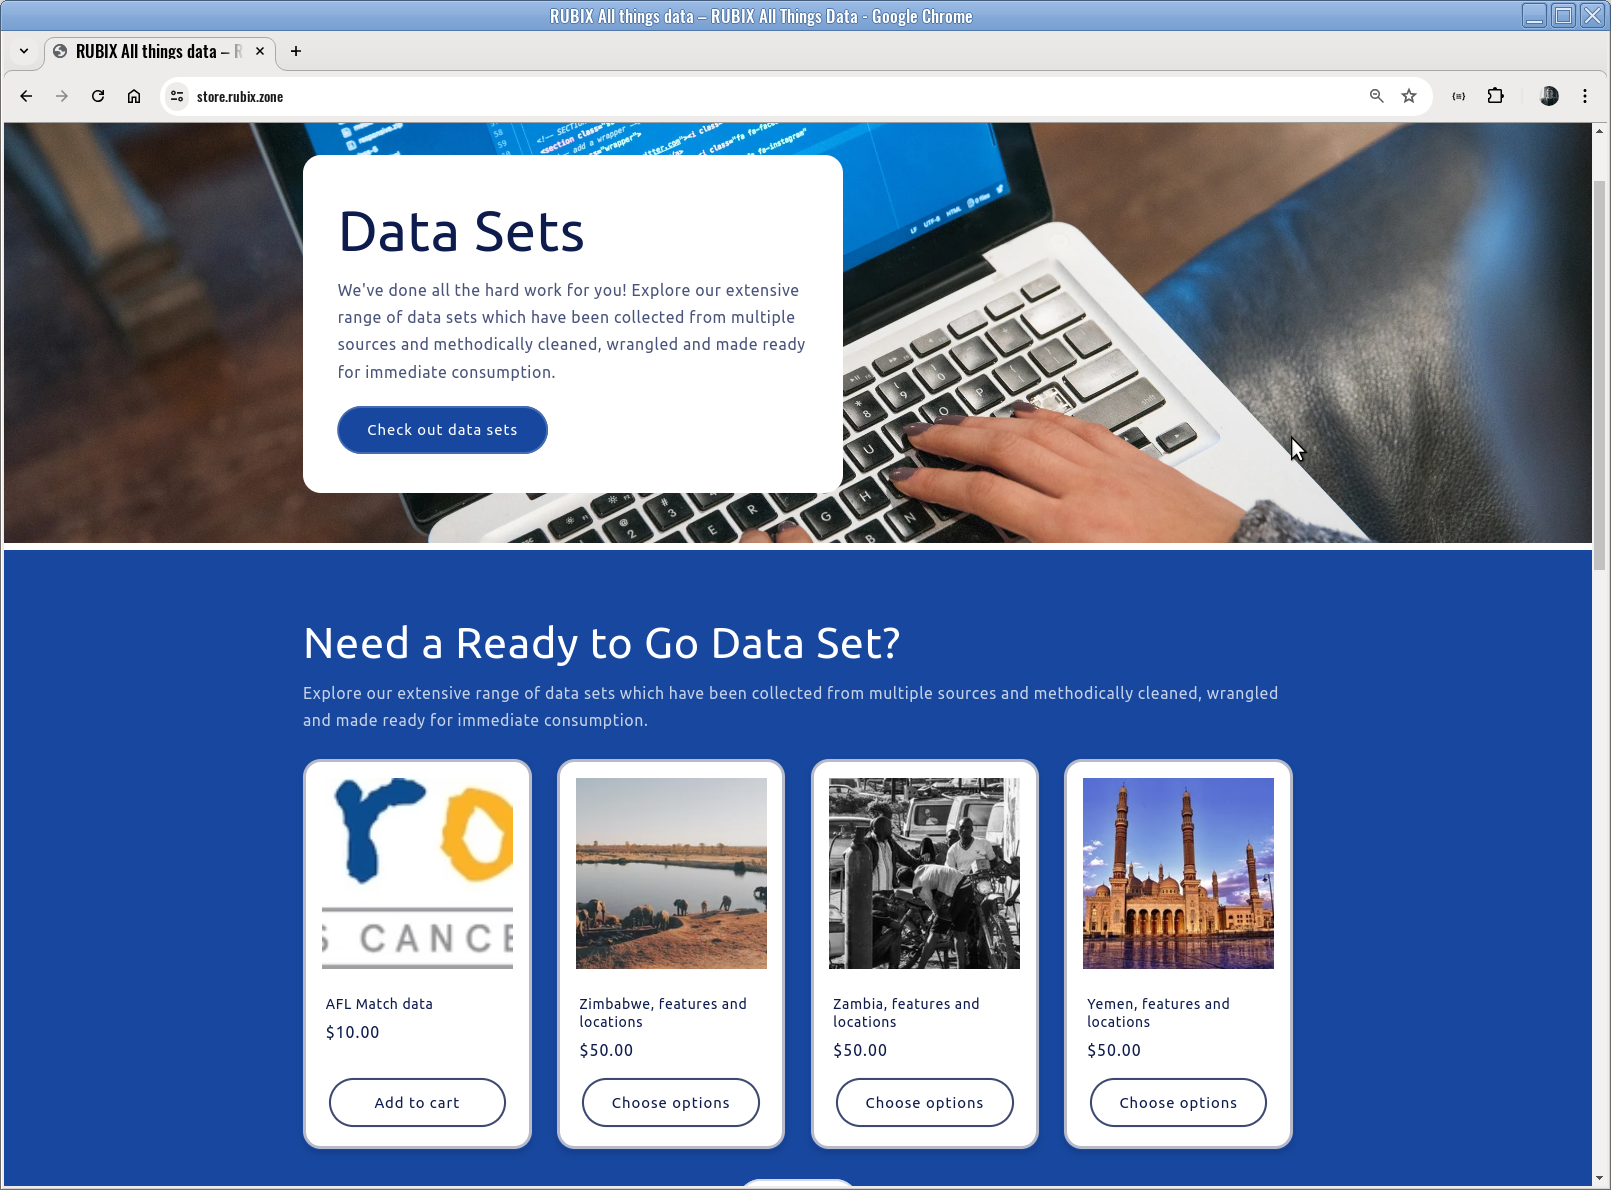 RUBIX All things data – RUBIX All Things Data - Google Chrome
RUBIX All things data – R
store.rubix.zone
Data Sets
We've done all the hard work for you! Explore our extensive
range of data sets which have been collected from multiple
sources and methodically cleaned, wrangled and made ready
for immediate consumption.
Check out data sets
Need a Ready to Go Data Set?
Explore our extensive range of data sets which have been collected from multiple sources and methodically cleaned, wrangled
and made ready for immediate consumption.
ro
S CANCE
AFL Match data
$10.00
Add to cart
Zimbabwe, features and
locations
$50.00
Choose options
Zambia, features and
locations
$50.00
Choose options
Yemen, features and
locations
$50.00
Choose options